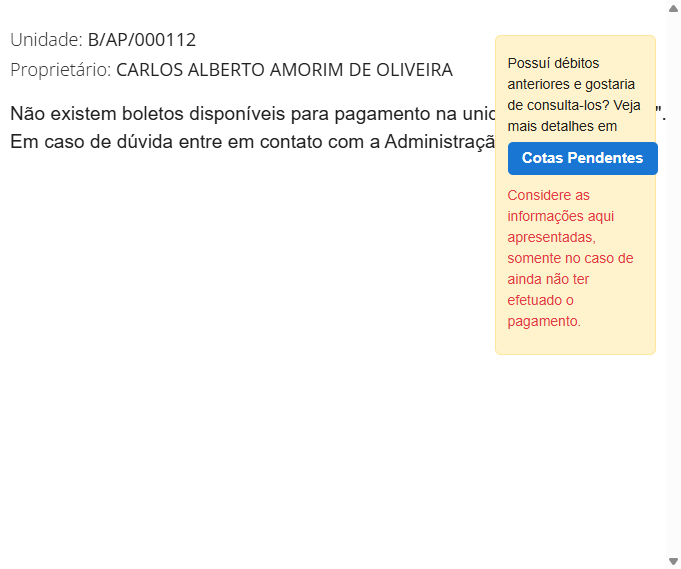 Unidade: B/AP/000112
Proprietário: CARLOS ALBERTO AMORIM DE OLIVEIRA
Não existem boletos disponíveis para pagamento na ".
Em caso de dúvida entre em contato com a
Possuí débitos
anteriores e gostaria
de consulta-los? Veja
mais detalhes em
Cotas Pendentes
Considere as
informações aqui
apresentadas,
somente no caso de
ainda não ter
efetuado o
pagamento.